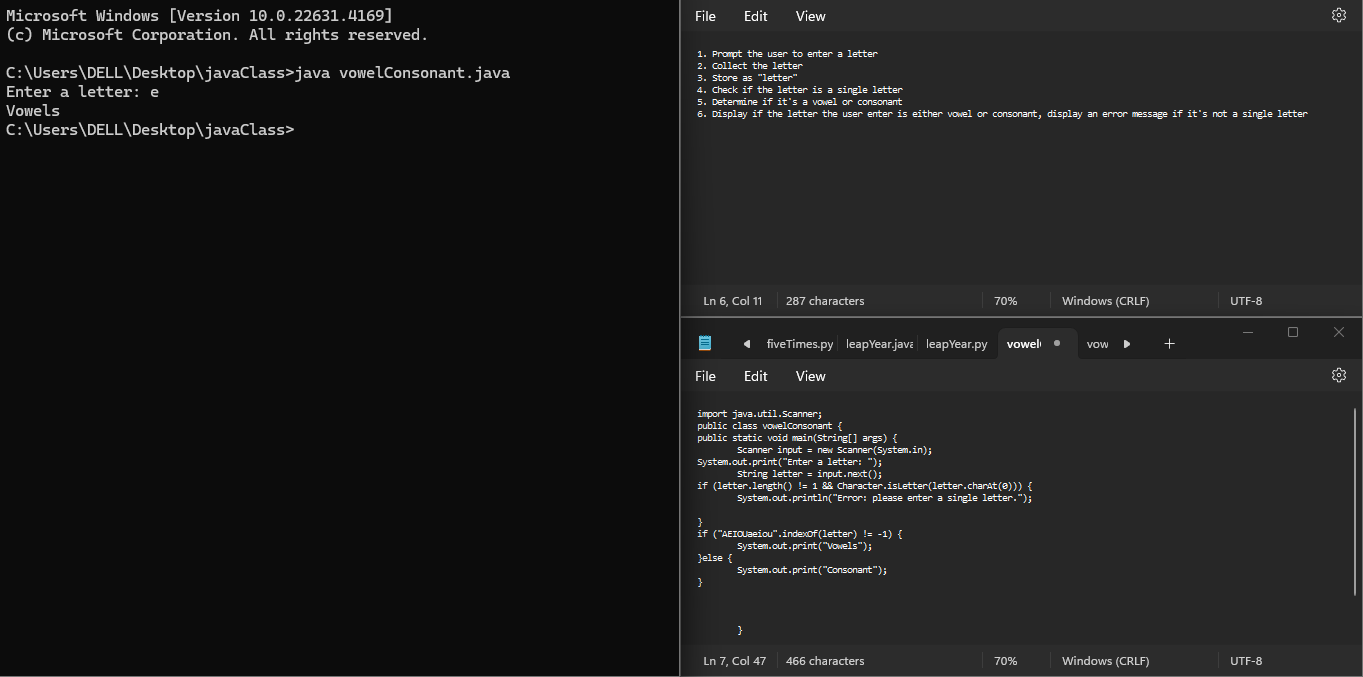 Microsoft Windows [Version 10.0.22631.4169]
(c) Microsoft Corporation. All rights reserved.
C:\Users\DELL\Desktop\javaClass>java vowelConsonant.java
Enter a letter: e
Vowels
C:\Users\DELL\Desktop\javaClass>
File Edit View
1. Prompt the user to enter a letter
2. Collect the letter
3. Store as "letter"
4. Check if the letter is a single letter
5. Determine if it's a vowel or consonant
6. Display if the letter the user enter is either vowel or consonant, display an error message if it's not a single letter
Ln 6, Col 11 287 characters 70% Windows (CRLF) UTF-8
fiveTimes.py leapYear.java leapYear.py vowel vow
File Edit View
import java.util.Scanner;
public class vowelConsonant {
public static void main(String[] args) {
Scanner input = new Scanner(System.in);
System.out.print("Enter a letter: ");
String letter = input.next();
if (letter.length() != 1 && Character.isLetter(letter.charAt(0))) {
System.out.println("Error: please enter a single letter.");
}
if ("AEIOUaeiou".indexOf(letter) != -1) {
System.out.print("Vowels");
}else {
System.out.print("Consonant");
}
}
Ln 7, Col 47 466 characters 70% Windows (CRLF) UTF-8